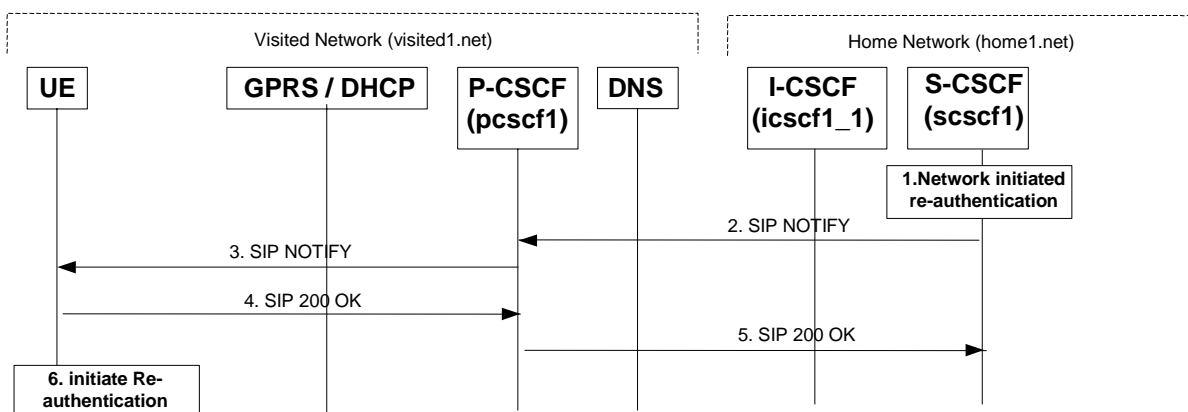 Visited Network (visited1.net)
Home Network (home1.net)
UE
GPRS / DHCP
P-CSCF
(pcscf1)
DNS
I-CSCF
(icscf1_1)
S-CSCF
(scscf1)
1.Network initiated
re-authentication
2. SIP NOTIFY
3. SIP NOTIFY
4. SIP 200 OK
5. SIP 200 OK
6. initiate Re-
authentication